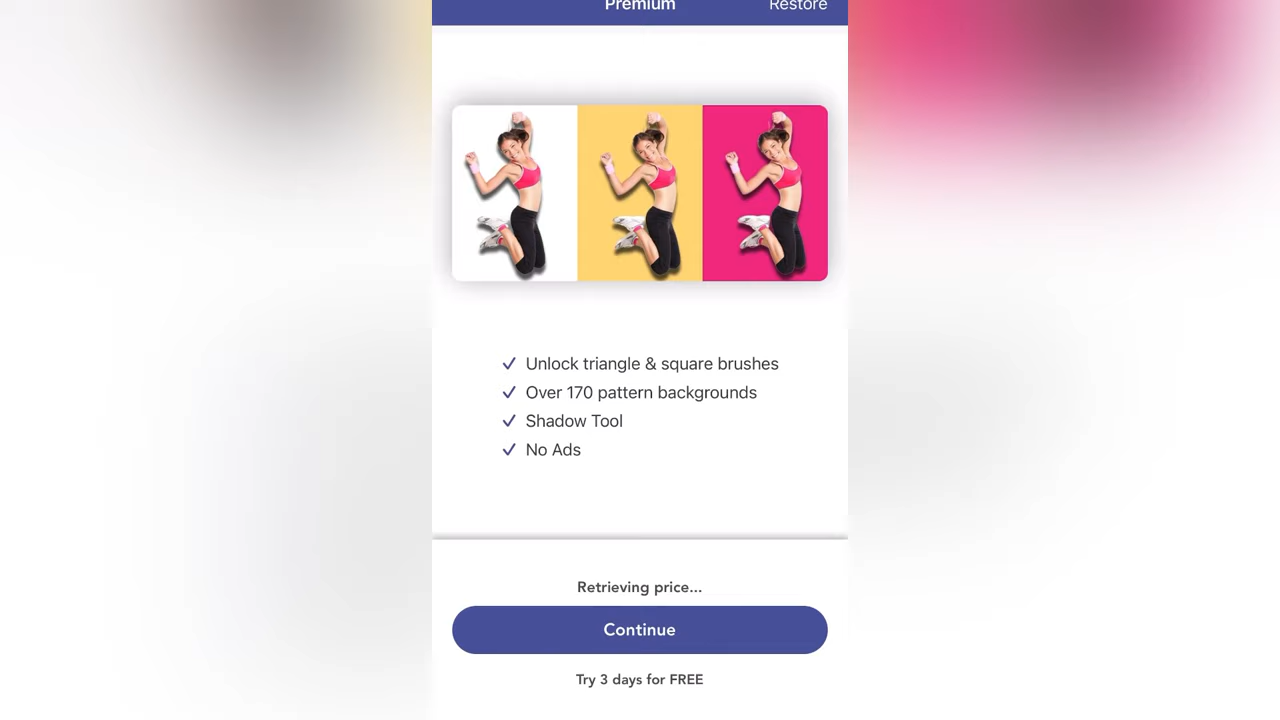 Premium
Restore
Unlock triangle & square brushes
Over 170 pattern backgrounds
Shadow Tool
No Ads
Retrieving price...
Continue
Try 3 days for FREE